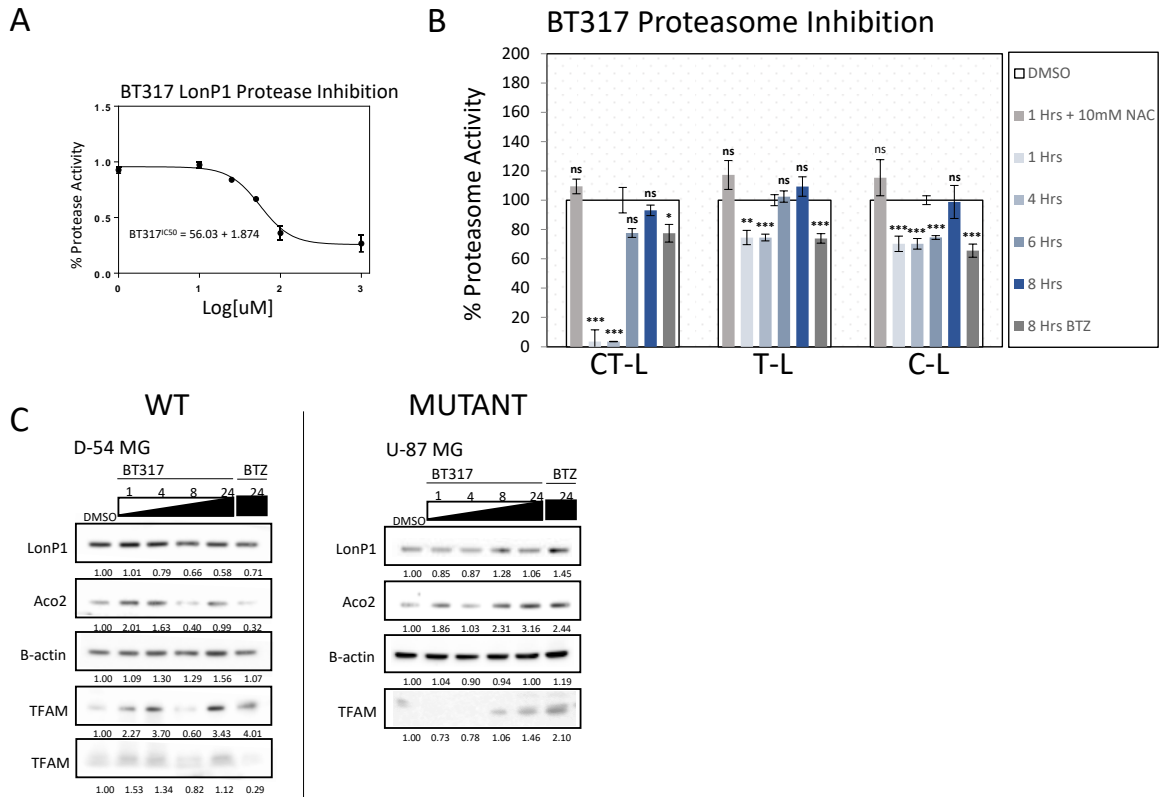 A
BT317 LonP1 Protease Inhibition
% Protease Activity
1.5
1.0
0.5
0.0
BT317IC50 = 56.03 + 1.874
0 1 2 3
Log[uM]
B
BT317 Proteasome Inhibition
% Proteasome Activity
200
180
160
140
120
100
80
60
40
20
0
ns *** *** ns ns *
ns ** *** ns ns ***
ns *** *** *** ns ***
CT-L T-L C-L
DMSO
1 Hrs + 10mM NAC
1 Hrs
4 Hrs
6 Hrs
8 Hrs
8 Hrs BTZ
C
WT
D-54 MG
BT317 BTZ
DMSO 1 4 8 24 24
LonP1
1.00 1.01 0.79 0.66 0.58 0.71
Aco2
1.00 2.01 1.63 0.40 0.99 0.32
B-actin
1.00 1.09 1.30 1.29 1.56 1.07
TFAM
1.00 2.27 3.70 0.60 3.43 4.01
TFAM
1.00 1.53 1.34 0.82 1.12 0.29
MUTANT
U-87 MG
BT317 BTZ
DMSO 1 4 8 24 24
LonP1
1.00 0.85 0.87 1.28 1.06 1.45
Aco2
1.00 1.86 1.03 2.31 3.16 2.44
B-actin
1.00 1.04 0.90 0.94 1.00 1.19
TFAM
1.00 0.73 0.78 1.06 1.46 2.10